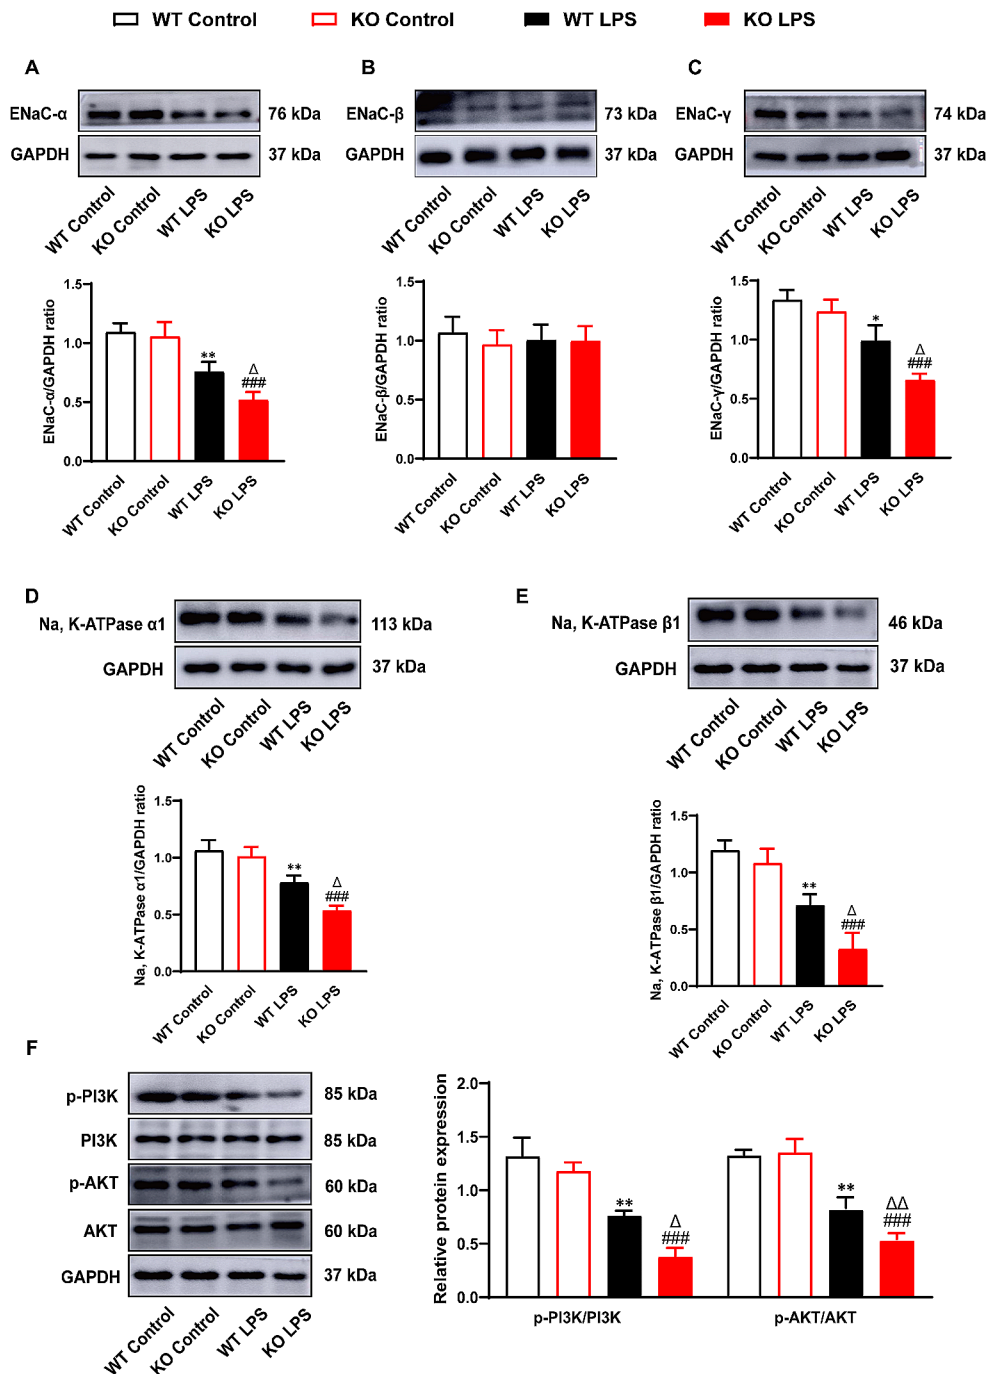 WT Control KO Control WT LPS KO LPS
A
ENaC-α 76 kDa
GAPDH 37 kDa
WT Control KO Control WT LPS KO LPS
ENaC-α/GAPDH ratio
1.5
1.0
0.5
0.0
**
Δ
###
WT Control KO Control WT LPS KO LPS
B
ENaC-β 73 kDa
GAPDH 37 kDa
WT Control KO Control WT LPS KO LPS
ENaC-β/GAPDH ratio
1.5
1.0
0.5
0.0
WT Control KO Control WT LPS KO LPS
C
ENaC-γ 74 kDa
GAPDH 37 kDa
WT Control KO Control WT LPS KO LPS
ENaC-γ/GAPDH ratio
1.5
1.0
0.5
0.0
*
Δ
###
WT Control KO Control WT LPS KO LPS
D
Na, K-ATPase α1 113 kDa
GAPDH 37 kDa
WT Control KO Control WT LPS KO LPS
Na, K-ATPase α1/GAPDH ratio
1.5
1.0
0.5
0.0
**
Δ
###
WT Control KO Control WT LPS KO LPS
E
Na, K-ATPase β1 46 kDa
GAPDH 37 kDa
WT Control KO Control WT LPS KO LPS
Na, K-ATPase β1/GAPDH ratio
1.5
1.0
0.5
0.0
**
Δ
###
WT Control KO Control WT LPS KO LPS
F
p-PI3K 85 kDa
PI3K 85 kDa
p-AKT 60 kDa
AKT 60 kDa
GAPDH 37 kDa
WT Control KO Control WT LPS KO LPS
Relative protein expression
2.0
1.5
1.0
0.5
0.0
**
Δ
###
**
ΔΔ
###
p-PI3K/PI3K p-AKT/AKT